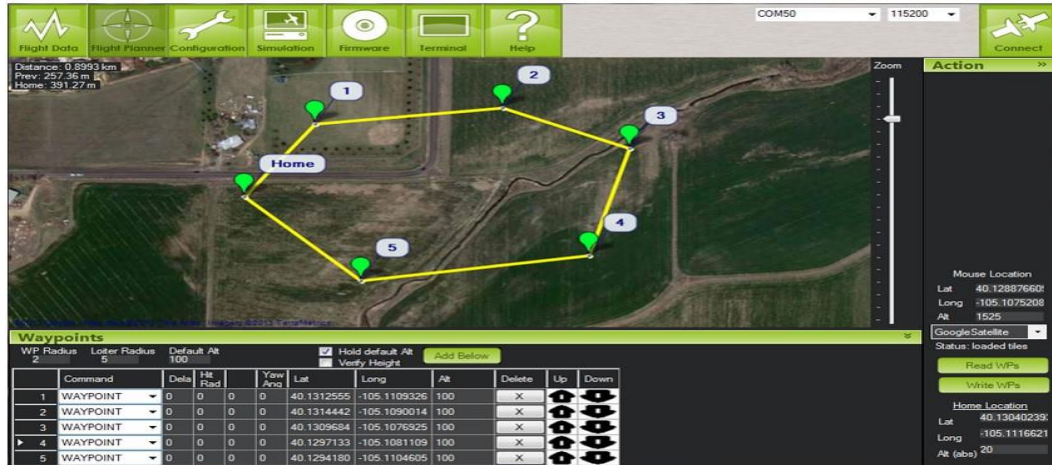 COM50 115200
Flight Data Flight Planner Configuration Simulation Firmware Terminal Help Connect
Distance: 0.8993 km
Prev: 257.36 m
Home: 391.27 m
Zoom
Action »
1
2
3
Home
4
5
Mouse Location
Lat 40.12887660
Long -105.1075208
Alt 1525
GoogleSatellite
Status: loaded tiles
Read WPs
Write WPs
Home Location
Lat 40.13040239
Long -105.1116621
Alt (abs) 20
Waypoints
WP Radius Loiter Radius Default Alt
2 5 100
Hold default Alt
Verify Height
Add Below
Command Dela Hit Rad Yaw Ang Lat Long Alt Delete Up Down
1 WAYPOINT 0 0 0 0 40.1312555 -105.1109326 100 X
2 WAYPOINT 0 0 0 0 40.1314442 -105.1090014 100 X
3 WAYPOINT 0 0 0 0 40.1309684 -105.1076925 100 X
4 WAYPOINT 0 0 0 0 40.1297133 -105.1081109 100 X
5 WAYPOINT 0 0 0 0 40.1294180 -105.1104605 100 X